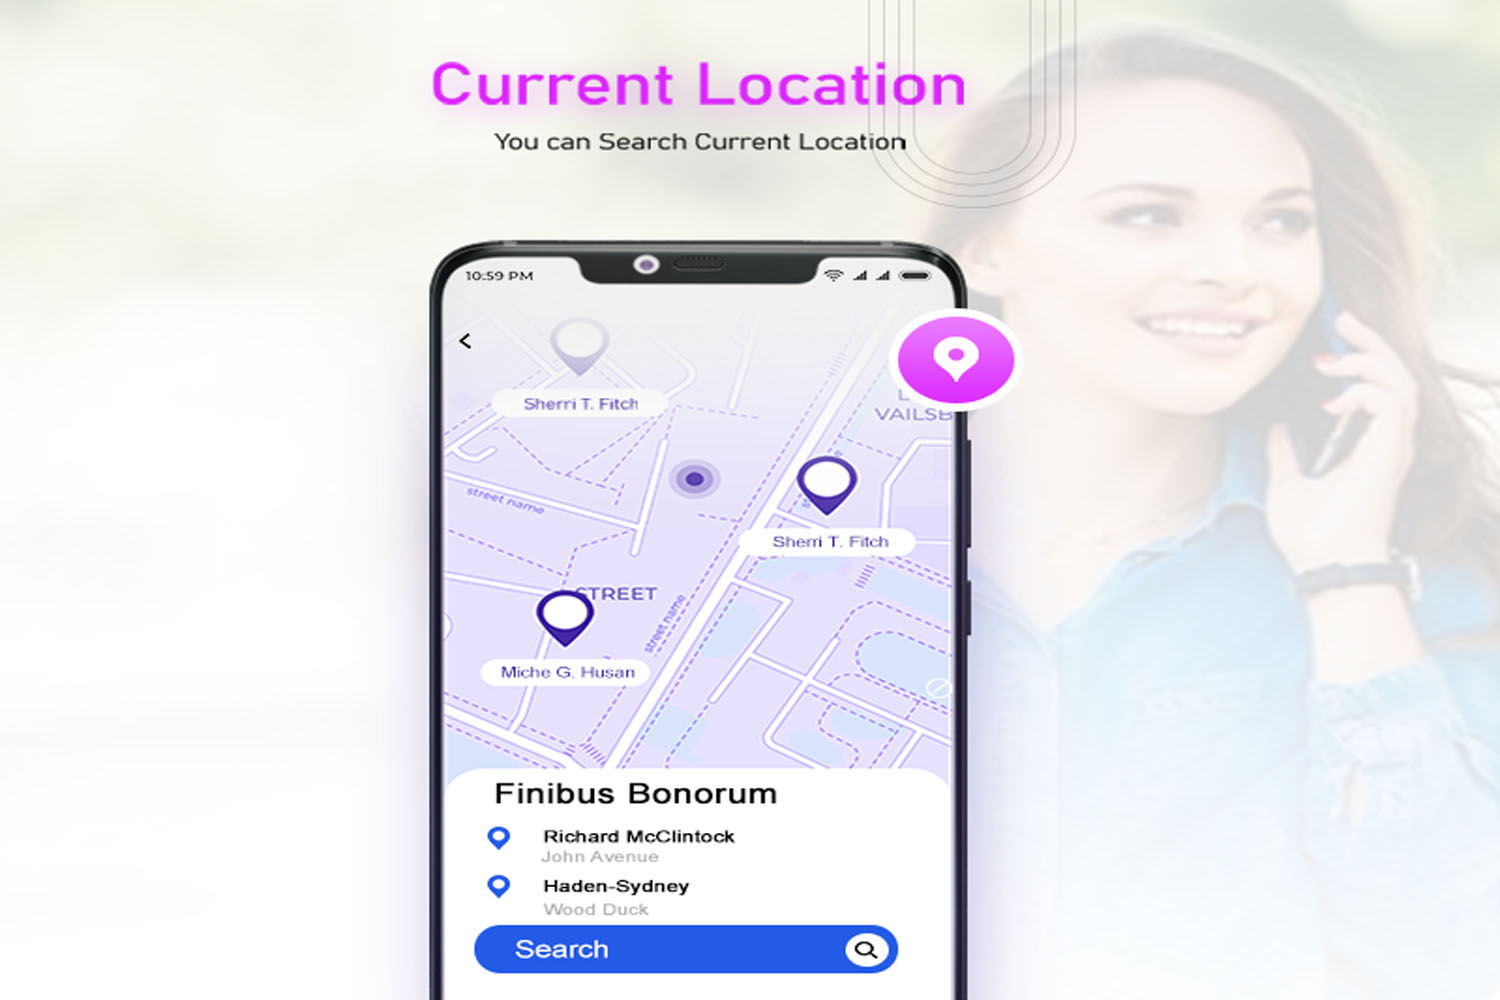 Current Location
You can Search Current Location
10:59 PM
Sherri T. Fitch
VAILSB
street name
Sherri T. Fitch
STREET
street name
Miche G. Husan
Finibus Bonorum
Richard McClintock
John Avenue
Haden-Sydney
Wood Duck
Search